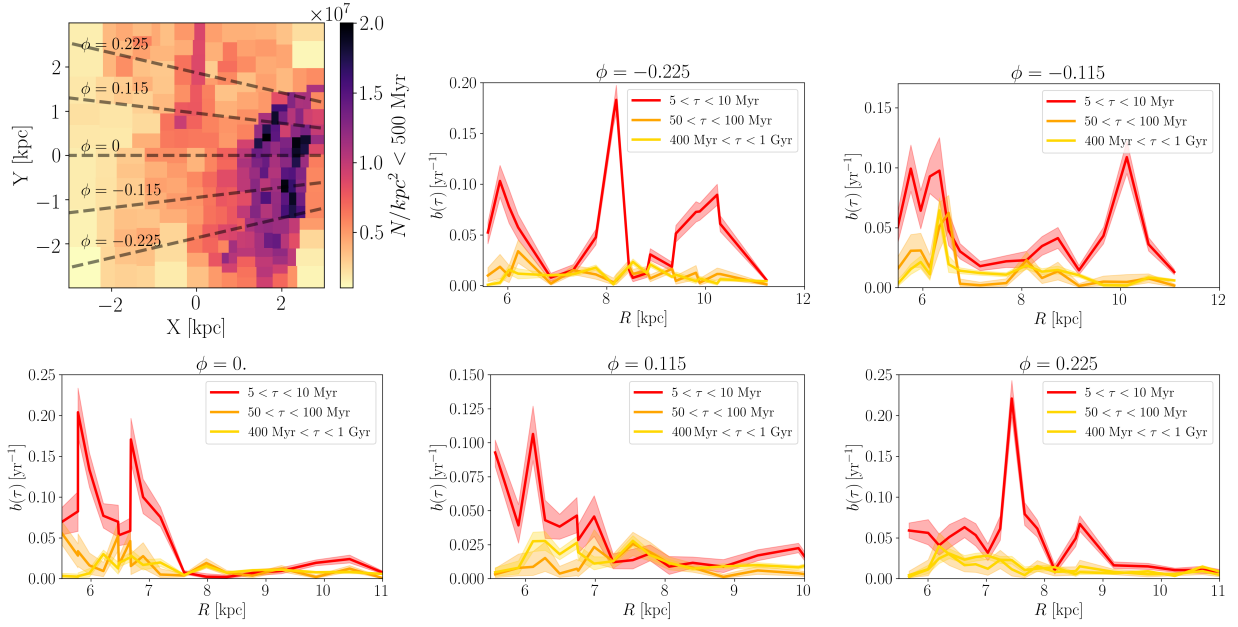 ×10⁷
2.0
1.5
1.0
0.5
N/kpc² < 500 Myr
ϕ = 0.225
ϕ = 0.115
ϕ = 0
ϕ = −0.115
ϕ = −0.225
2
1
0
−1
−2
Y [kpc]
−2 0 2
X [kpc]
ϕ = −0.225
0.20
0.15
0.10
0.05
0.00
b(τ) [yr⁻¹]
5 < τ < 10 Myr
50 < τ < 100 Myr
400 Myr < τ < 1 Gyr
6 8 10 12
R [kpc]
ϕ = −0.115
0.15
0.10
0.05
0.00
b(τ) [yr⁻¹]
5 < τ < 10 Myr
50 < τ < 100 Myr
400 Myr < τ < 1 Gyr
6 8 10 12
R [kpc]
ϕ = 0.
0.25
0.20
0.15
0.10
0.05
0.00
b(τ) [yr⁻¹]
5 < τ < 10 Myr
50 < τ < 100 Myr
400 Myr < τ < 1 Gyr
6 7 8 9 10 11
R [kpc]
ϕ = 0.115
0.150
0.125
0.100
0.075
0.050
0.025
0.000
b(τ) [yr⁻¹]
5 < τ < 10 Myr
50 < τ < 100 Myr
400 Myr < τ < 1 Gyr
6 7 8 9 10
R [kpc]
ϕ = 0.225
0.25
0.20
0.15
0.10
0.05
0.00
b(τ) [yr⁻¹]
5 < τ < 10 Myr
50 < τ < 100 Myr
400 Myr < τ < 1 Gyr
6 7 8 9 10 11
R [kpc]